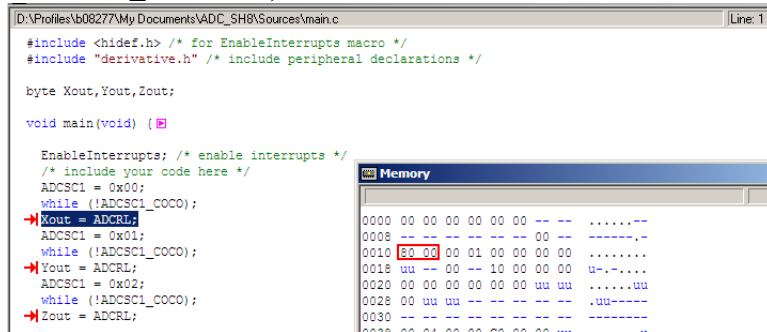 D:\Profiles\b08277\My Documents\ADC_SH8\Sources\main.c Line: 1
#include <hidef.h> /* for EnableInterrupts macro */
#include "derivative.h" /* include peripheral declarations */
byte Xout,Yout,Zout;
void main(void) {
EnableInterrupts; /* enable interrupts */
/* include your code here */
ADCSC1 = 0x00;
while (!ADCSC1_COCO);
Xout = ADCRL;
ADCSC1 = 0x01;
while (!ADCSC1_COCO);
Yout = ADCRL;
ADCSC1 = 0x02;
while (!ADCSC1_COCO);
Zout = ADCRL;
Memory
0000 00 00 00 00 00 00 -- -- ......--
0008 -- -- -- -- -- 00 -- ------.-
0010 80 00 00 01 00 00 00 00 ........
0018 uu -- 00 -- 10 00 00 00 u-.-....
0020 00 00 00 00 00 00 uu uu ......uu
0028 00 uu uu -- -- -- -- -- .uu-----
0030 -- -- -- -- -- -- -- -- --------